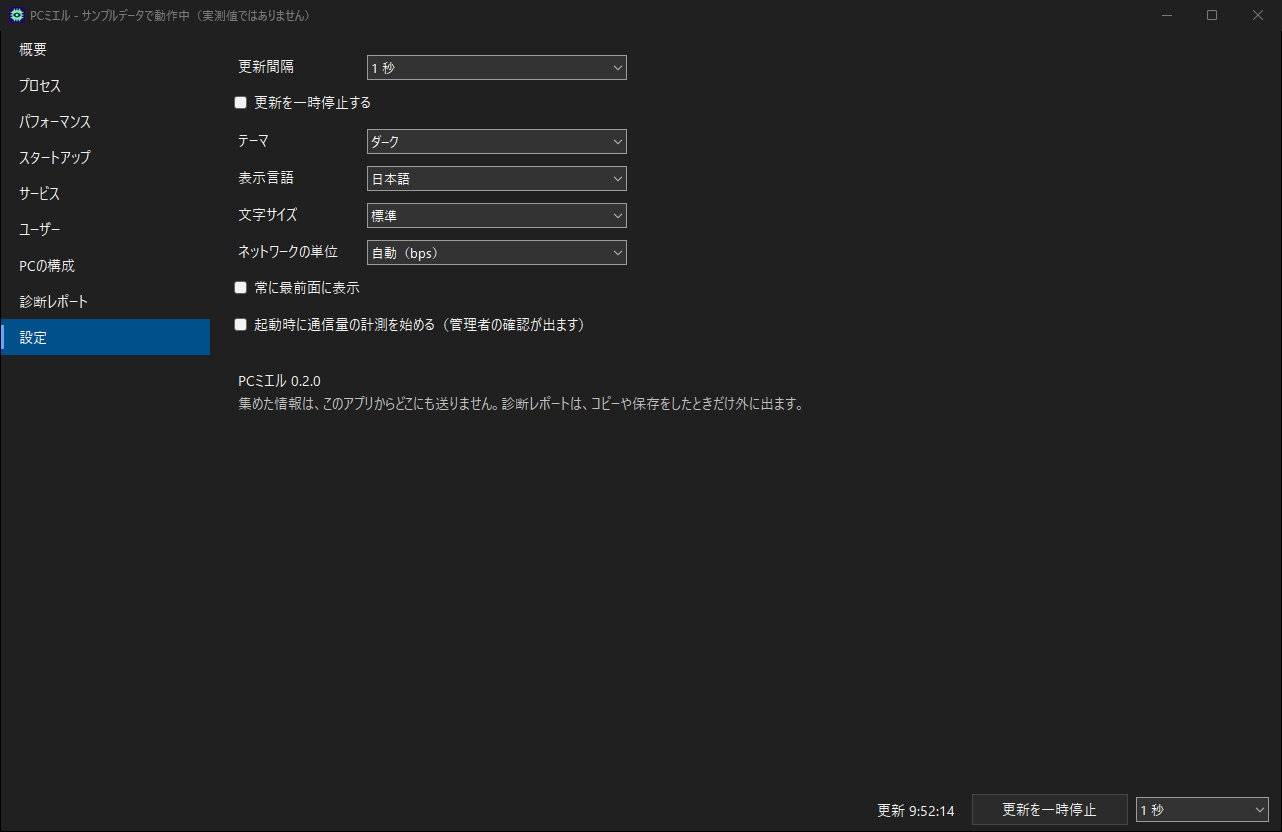 PCミエル - サンプルデータで動作中（実測値ではありません）
概要
プロセス
パフォーマンス
スタートアップ
サービス
ユーザー
PCの構成
診断レポート
設定
更新間隔 1 秒
更新を一時停止する
テーマ ダーク
表示言語 日本語
文字サイズ 標準
ネットワークの単位 自動（bps）
常に最前面に表示
起動時に通信量の計測を始める（管理者の確認が出ます）
PCミエル 0.2.0
集めた情報は、このアプリからどこにも送りません。診断レポートは、コピーや保存をしたときだけ外に出ます。
更新 9:52:14 更新を一時停止 1 秒